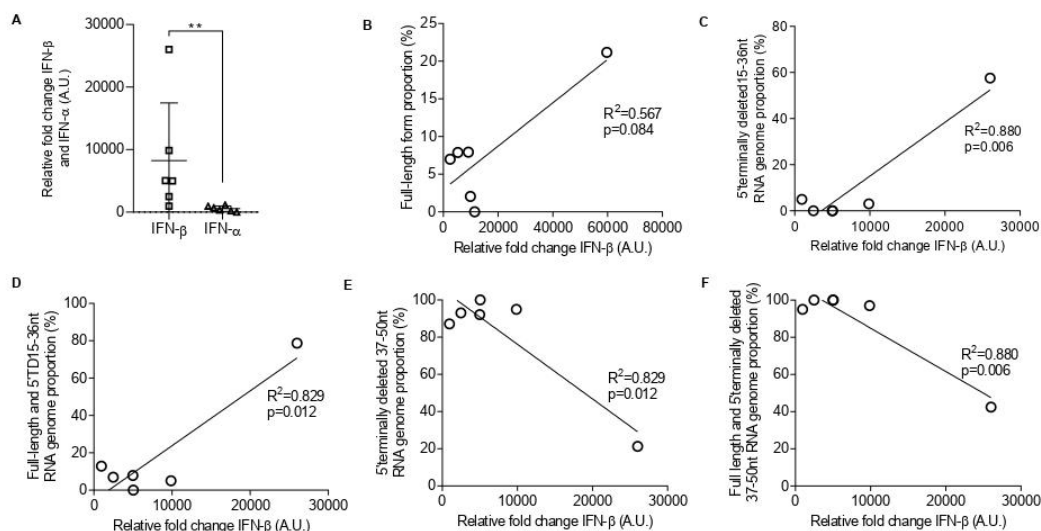 A
Relative fold change IFN-β
and IFN-α (A.U.)
30000
20000
10000
0
**
IFN-β
IFN-α
B
Full-length form proportion (%)
25
20
15
10
5
0
R²=0.567
p=0.084
0 20000 40000 60000 80000
Relative fold change IFN-β (A.U.)
C
5'terminally deleted15-36nt
RNA genome proportion (%)
80
60
40
20
0
R²=0.880
p=0.006
0 10000 20000 30000
Relative fold change IFN-β (A.U.)
D
Full-length and 5'TD15-36nt
RNA genome proportion (%)
100
80
60
40
20
0
R²=0.829
p=0.012
0 10000 20000 30000
Relative fold change IFN-β (A.U.)
E
5'terminally deleted 37-50nt
RNA genome proportion (%)
100
80
60
40
20
0
R²=0.829
p=0.012
0 10000 20000 30000
Relative fold change IFN-β (A.U.)
F
Full length and 5'terminally deleted
37-50nt RNA genome proportion (%)
100
80
60
40
20
0
R²=0.880
p=0.006
0 10000 20000 30000
Relative fold change IFN-β (A.U.)